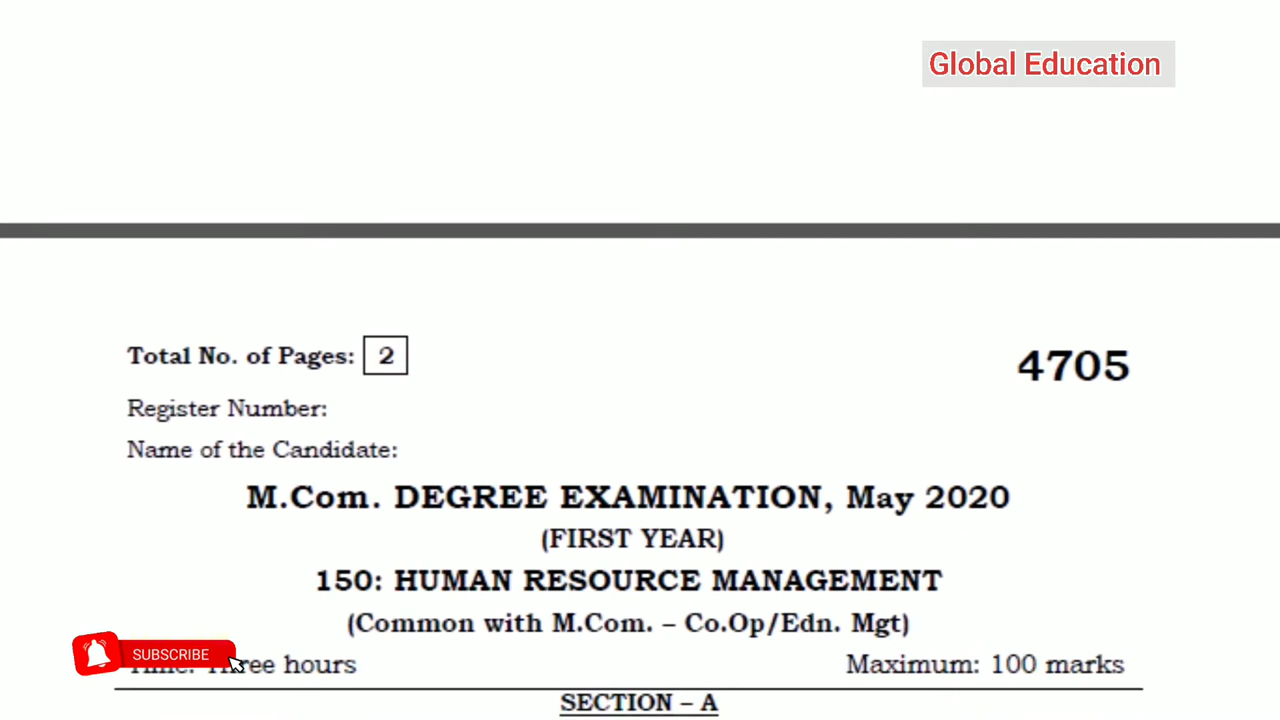 Global Education
Total No. of Pages: 2
4705
Register Number:
Name of the Candidate:
M.Com. DEGREE EXAMINATION, May 2020
(FIRST YEAR)
150: HUMAN RESOURCE MANAGEMENT
(Common with M.Com. – Co.Op/Edn. Mgt)
SUBSCRIBE
Time: Three hours
Maximum: 100 marks
SECTION – A